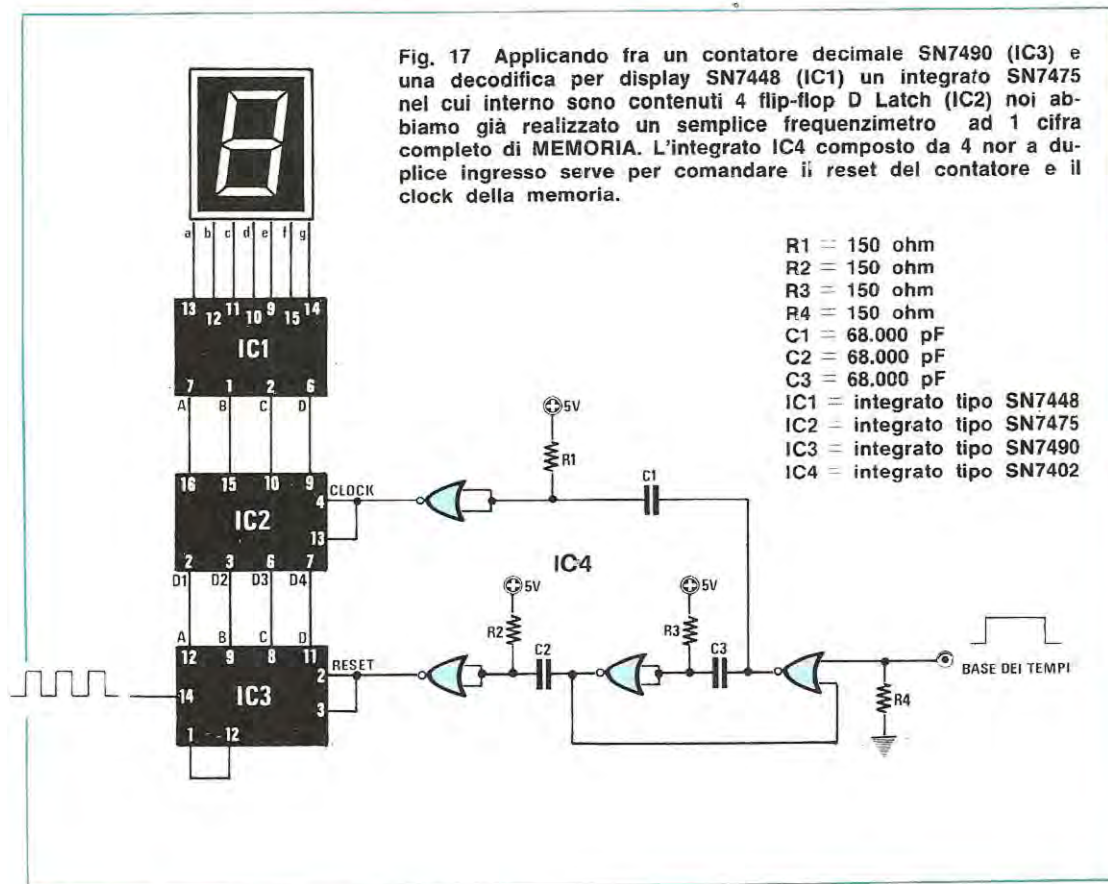 Fig. 17 Applicando fra un contatore decimale SN7490 (IC3) e
una decodifica per display SN7448 (IC1) un integrato SN7475
nel cui interno sono contenuti 4 flip-flop D Latch (IC2) noi ab-
biamo già realizzato un semplice frequenzimetro ad 1 cifra
completo di MEMORIA. L'integrato IC4 composto da 4 nor a du-
plice ingresso serve per comandare il reset del contatore e il
clock della memoria.
R1 = 150 ohm
R2 = 150 ohm
R3 = 150 ohm
R4 = 150 ohm
C1 = 68.000 pF
C2 = 68.000 pF
C3 = 68.000 pF
IC1 = integrato tipo SN7448
IC2 = integrato tipo SN7475
IC3 = integrato tipo SN7490
IC4 = integrato tipo SN7402
a b c d e f g
13 12 11 10 9 15 14
IC1
7 1 2 6
A B C D
16 15 10 9
4 CLOCK
IC2
13
2 3 6 7
D1 D2 D3 D4
A B C D
12 9 8 11
2 RESET
14
IC3
3
1 12
5V
R1
C1
IC4
5V
R2
C2
5V
R3
C3
R4
BASE DEI TEMPI